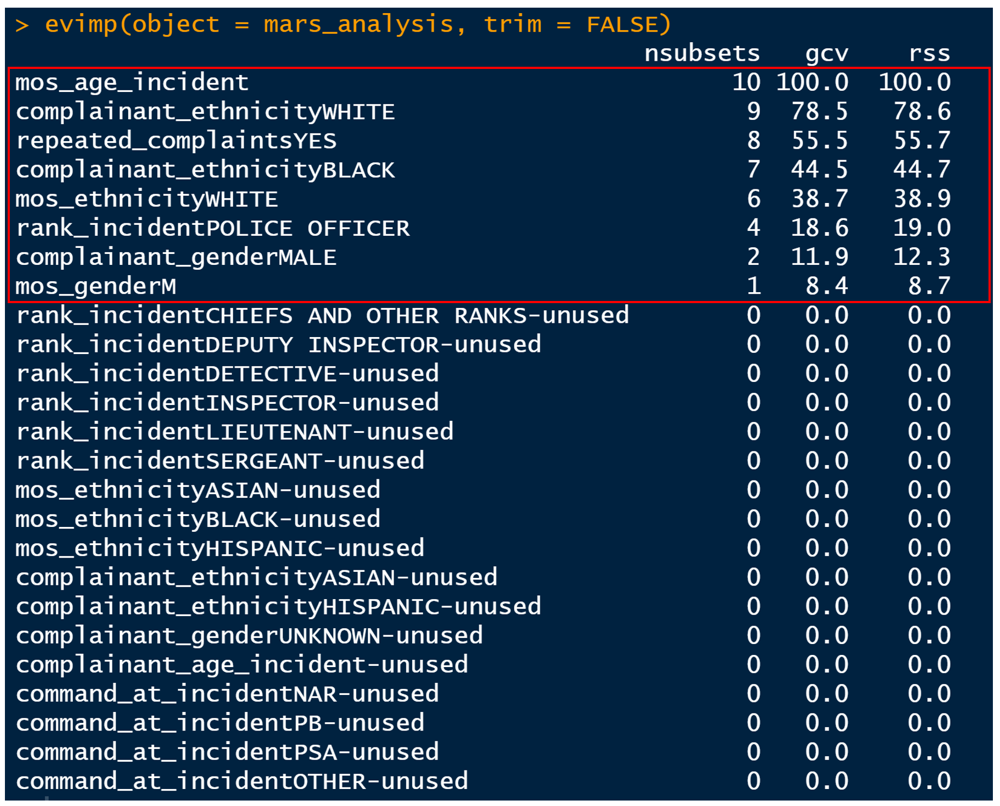 > evimp(object = mars_analysis, trim = FALSE)
nsubsets gcv rss
mos_age_incident 10 100.0 100.0
complainant_ethnicityWHITE 9 78.5 78.6
repeated_complaintsYES 8 55.5 55.7
complainant_ethnicityBLACK 7 44.5 44.7
mos_ethnicityWHITE 6 38.7 38.9
rank_incidentPOLICE OFFICER 4 18.6 19.0
complainant_genderMALE 2 11.9 12.3
mos_genderM 1 8.4 8.7
rank_incidentCHIEFS AND OTHER RANKS-unused 0 0.0 0.0
rank_incidentDEPUTY INSPECTOR-unused 0 0.0 0.0
rank_incidentDETECTIVE-unused 0 0.0 0.0
rank_incidentINSPECTOR-unused 0 0.0 0.0
rank_incidentLIEUTENANT-unused 0 0.0 0.0
rank_incidentSERGEANT-unused 0 0.0 0.0
mos_ethnicityASIAN-unused 0 0.0 0.0
mos_ethnicityBLACK-unused 0 0.0 0.0
mos_ethnicityHISPANIC-unused 0 0.0 0.0
complainant_ethnicityASIAN-unused 0 0.0 0.0
complainant_ethnicityHISPANIC-unused 0 0.0 0.0
complainant_genderUNKNOWN-unused 0 0.0 0.0
complainant_age_incident-unused 0 0.0 0.0
command_at_incidentNAR-unused 0 0.0 0.0
command_at_incidentPB-unused 0 0.0 0.0
command_at_incidentPSA-unused 0 0.0 0.0
command_at_incidentOTHER-unused 0 0.0 0.0